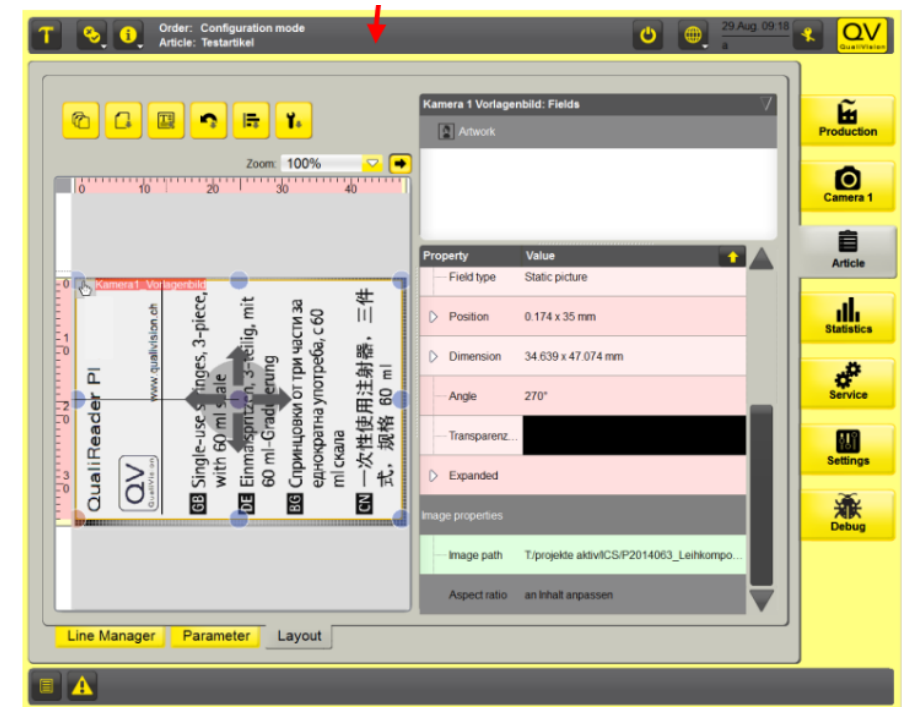 Order: Configuration mode
Article: Testartikel
29.Aug. 09:18
a
QV
QualiVision
Zoom: 100%
0 10 20 30 40
Kamera1_Vorlagenbild
QualiReader PI
www.qualivision.ch
QV
QualiVision
GB Single-use syringes, 3-piece,
with 60 ml scale
DE Einmalspritzen, 3-teilig, mit
60 ml-Graduierung
BG Спринцовки от три части за
еднократна употреба, с 60
ml скала
CN 一次性使用注射器， 三件
式， 规格 60 ml
Kamera 1 Vorlagenbild: Fields
Artwork
Property Value
Field type Static picture
Position 0.174 x 35 mm
Dimension 34.639 x 47.074 mm
Angle 270°
Transparenz...
Expanded
Image properties
Image path T:/projekte aktiv/ICS/P2014063_Leihkompo...
Aspect ratio an Inhalt anpassen
Production
Camera 1
Article
Statistics
Service
Settings
Debug
Line Manager Parameter Layout